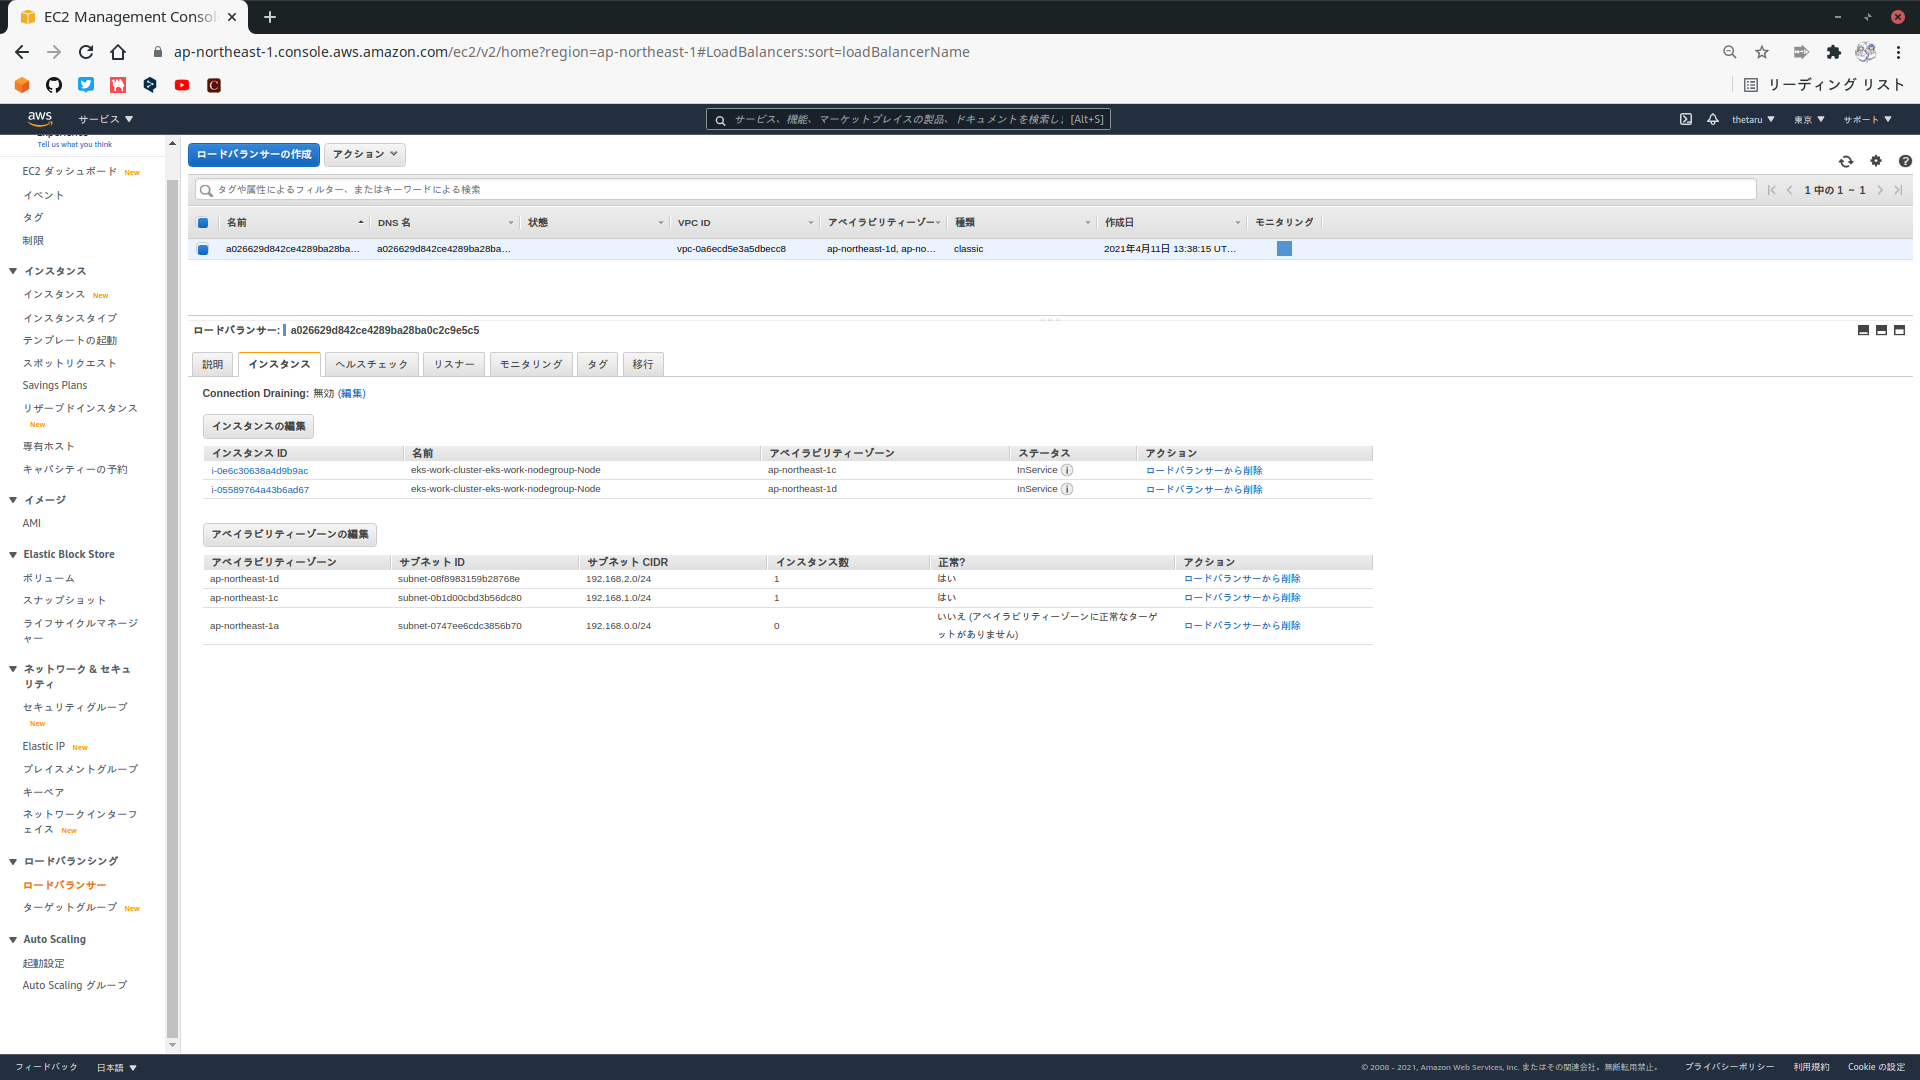 EC2 Management Consol
ap-northeast-1.console.aws.amazon.com/ec2/v2/home?region=ap-northeast-1#LoadBalancers:sort=loadBalancerName
リーディング リスト
aws サービス サービス、機能、マーケットプレイスの製品、ドキュメントを検索し [Alt+S] thetaru 東京 サポート
Tell us what you think
EC2 ダッシュボード New
イベント
タグ
制限
インスタンス
インスタンス New
インスタンスタイプ
テンプレートの起動
スポットリクエスト
Savings Plans
リザーブドインスタンス
New
専有ホスト
キャパシティーの予約
イメージ
AMI
Elastic Block Store
ボリューム
スナップショット
ライフサイクルマネージ
ャー
ネットワーク & セキュ
リティ
セキュリティグループ
New
Elastic IP New
プレイスメントグループ
キーペア
ネットワークインターフ
ェイス New
ロードバランシング
ロードバランサー
ターゲットグループ New
Auto Scaling
起動設定
Auto Scaling グループ
ロードバランサーの作成 アクション
タグや属性によるフィルター、またはキーワードによる検索 1 中の 1 ~ 1
名前 DNS 名 状態 VPC ID アベイラビリティーゾー 種類 作成日 モニタリング
a026629d842ce4289ba28ba… a026629d842ce4289ba28ba… vpc-0a6ecd5e3a5dbecc8 ap-northeast-1d, ap-no… classic 2021年4月11日 13:38:15 UT…
ロードバランサー: a026629d842ce4289ba28ba0c2c9e5c5
説明 インスタンス ヘルスチェック リスナー モニタリング タグ 移行
Connection Draining: 無効 (編集)
インスタンスの編集
インスタンス ID 名前 アベイラビリティーゾーン ステータス アクション
i-0e6c30638a4d9b9ac eks-work-cluster-eks-work-nodegroup-Node ap-northeast-1c InService ロードバランサーから削除
i-05589764a43b6ad67 eks-work-cluster-eks-work-nodegroup-Node ap-northeast-1d InService ロードバランサーから削除
アベイラビリティーゾーンの編集
アベイラビリティーゾーン サブネット ID サブネット CIDR インスタンス数 正常? アクション
ap-northeast-1d subnet-08f8983159b28768e 192.168.2.0/24 1 はい ロードバランサーから削除
ap-northeast-1c subnet-0b1d00cbd3b56dc80 192.168.1.0/24 1 はい ロードバランサーから削除
ap-northeast-1a subnet-0747ee6cdc3856b70 192.168.0.0/24 0 いいえ (アベイラビリティーゾーンに正常なターゲ
ットがありません) ロードバランサーから削除
フィードバック 日本語 © 2008 - 2021, Amazon Web Services, Inc. またはその関連会社。無断転用禁止。 プライバシーポリシー 利用規約 Cookie の設定